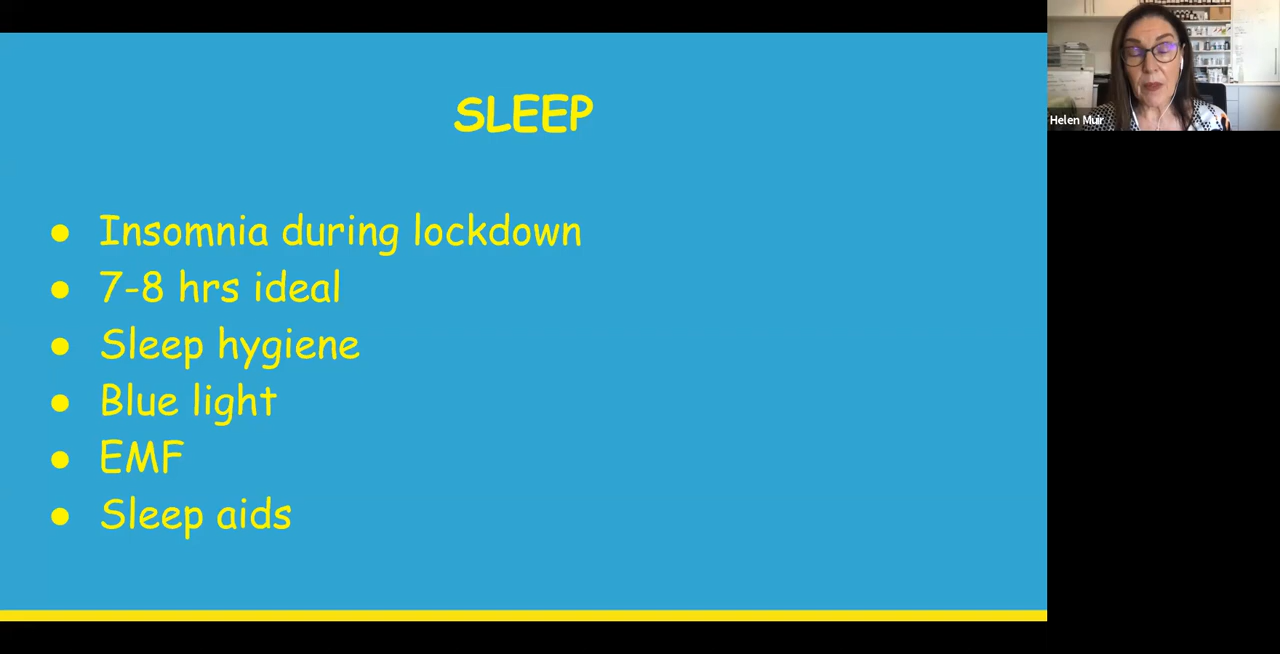 SLEEP
● Insomnia during lockdown
● 7-8 hrs ideal
● Sleep hygiene
● Blue light
● EMF
● Sleep aids
Helen Muir